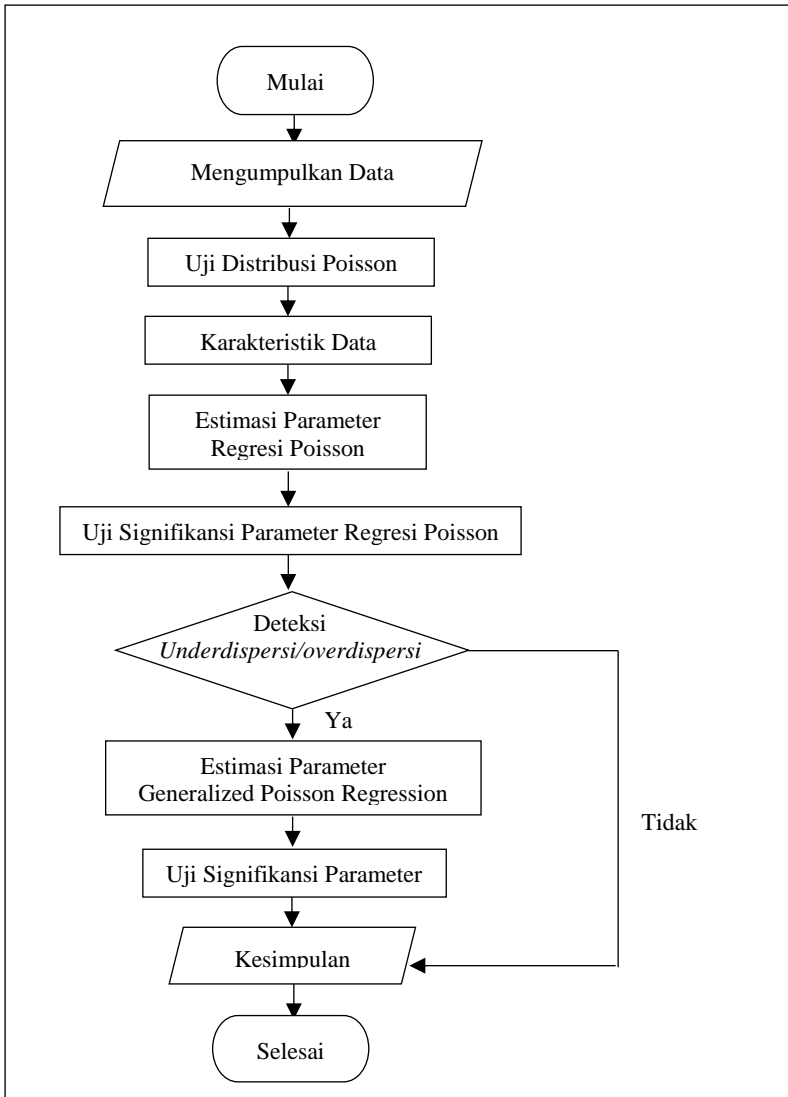 Mulai
Mengumpulkan Data
Uji Distribusi Poisson
Karakteristik Data
Estimasi Parameter
Regresi Poisson
Uji Signifikansi Parameter Regresi Poisson
Deteksi
Underdispersi/overdispersi
Ya
Estimasi Parameter
Generalized Poisson Regression
Tidak
Uji Signifikansi Parameter
Kesimpulan
Selesai